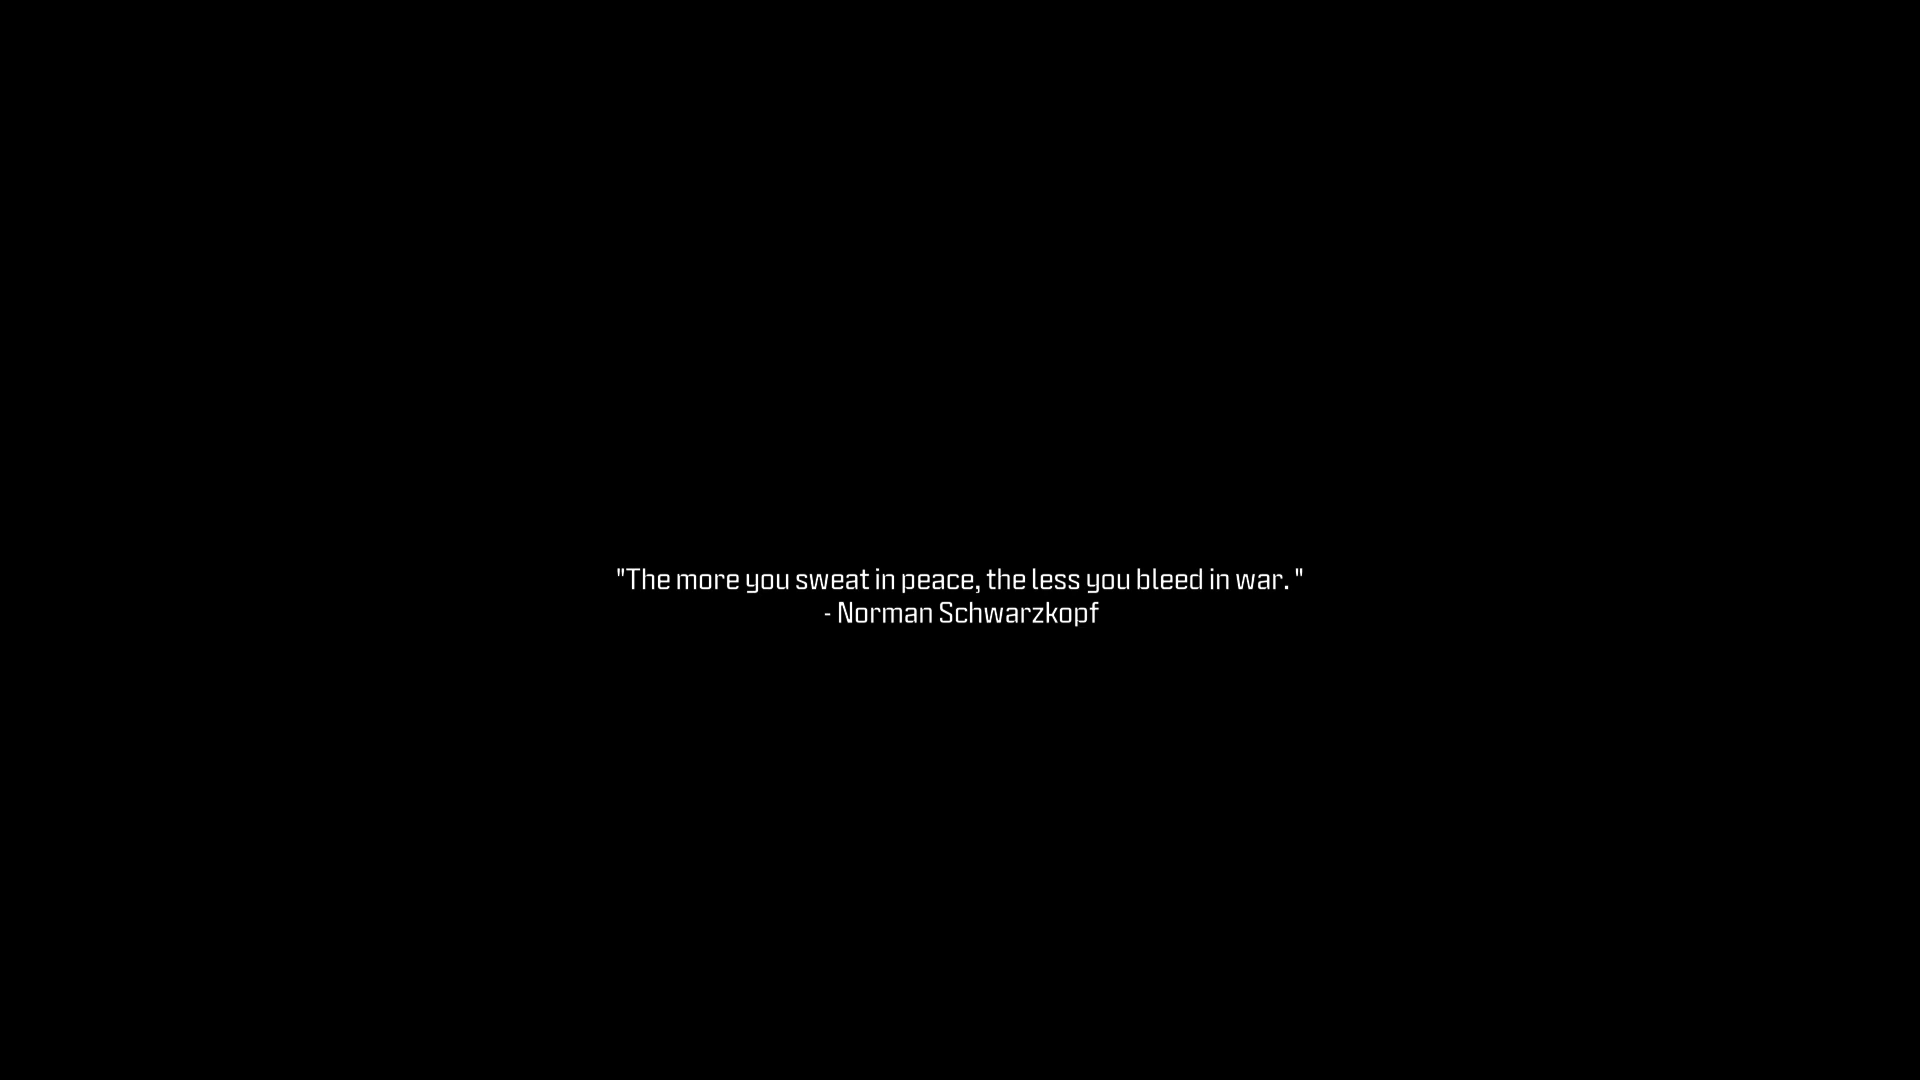 "The more you sweat in peace, the less you bleed in war. "
- Norman Schwarzkopf